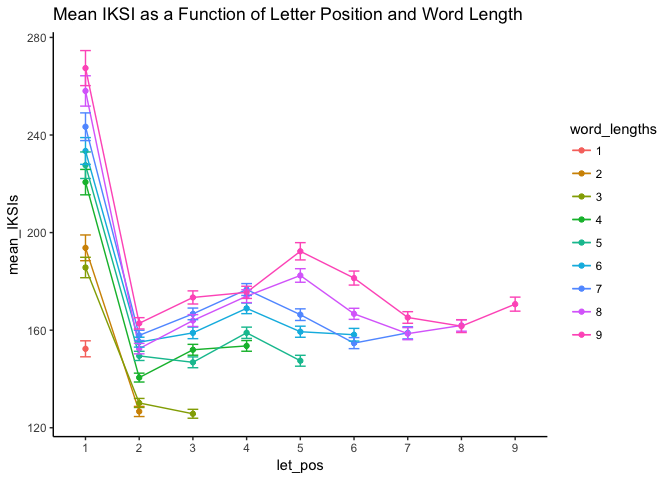 Mean IKSI as a Function of Letter Position and Word Length
280
240
200
160
120
mean_IKSIs
1 2 3 4 5 6 7 8 9
let_pos
word_lengths
1
2
3
4
5
6
7
8
9